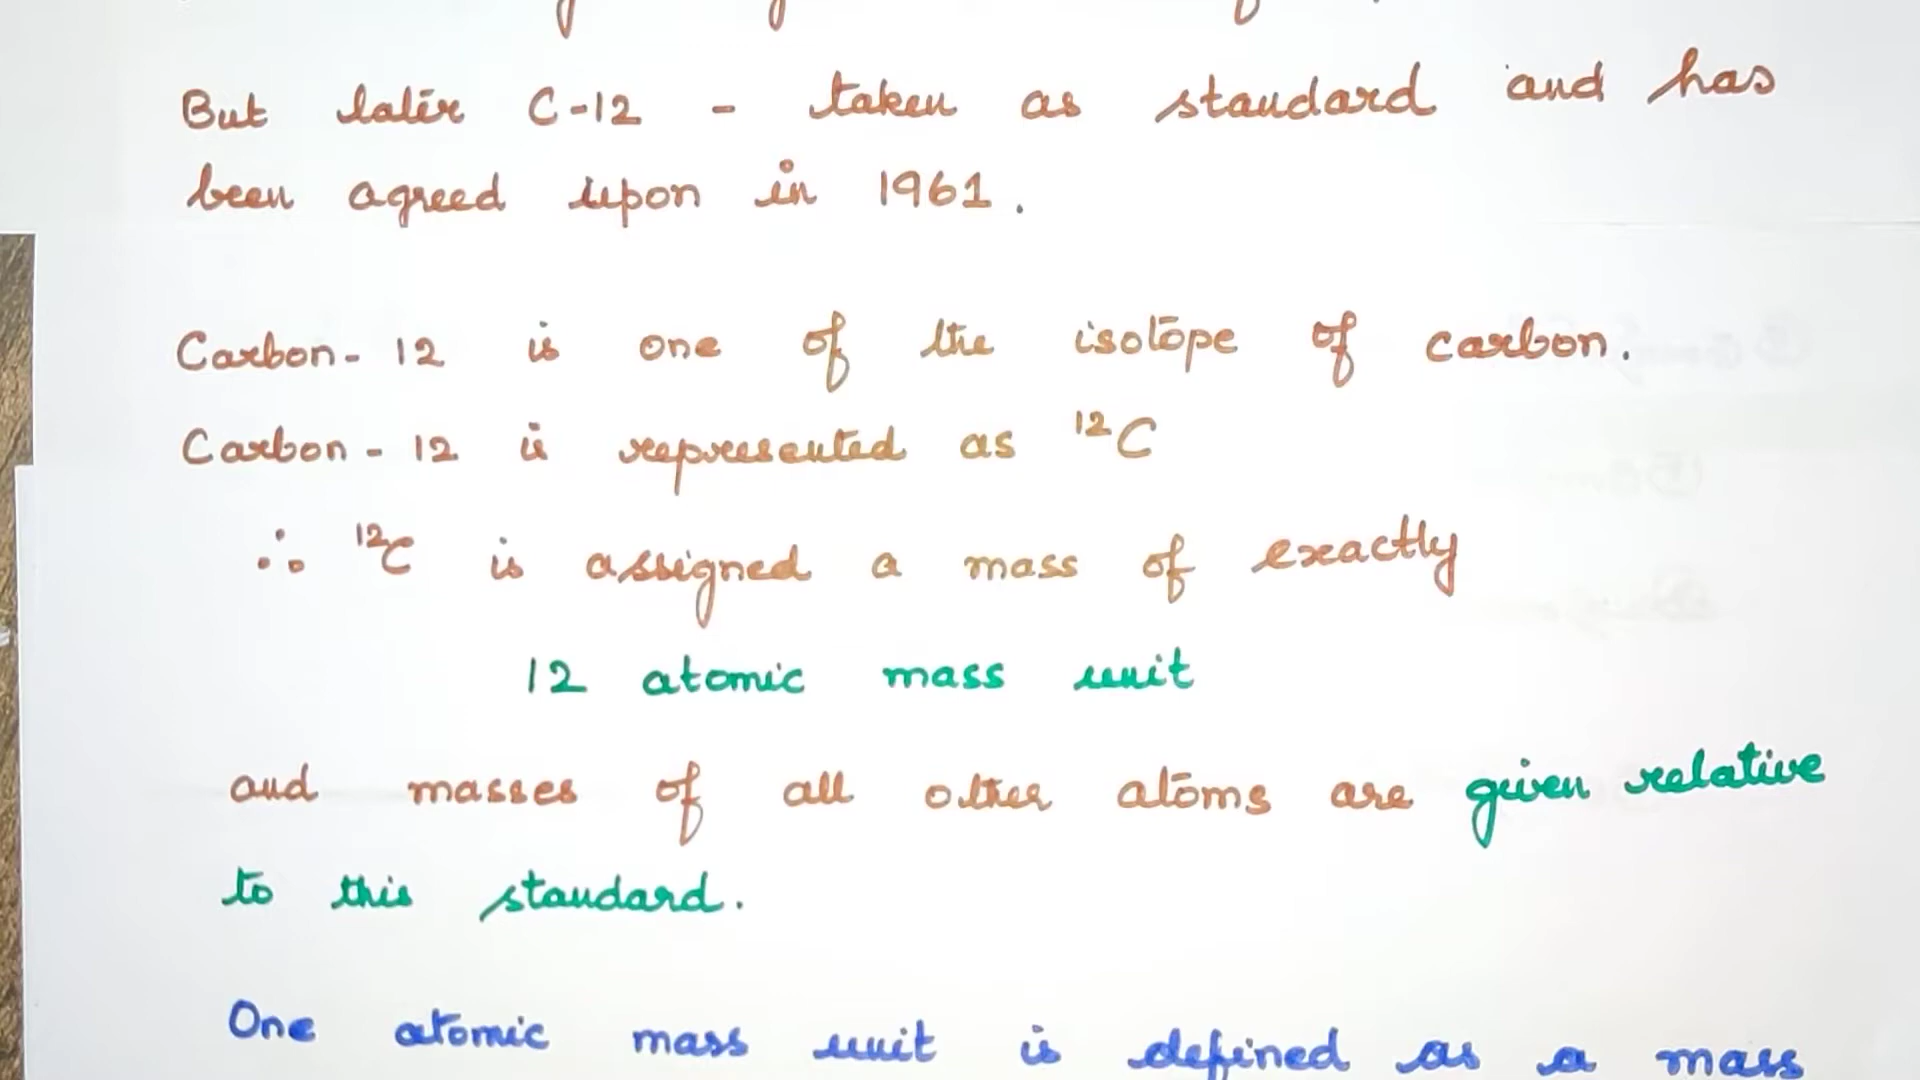 But later C-12 - taken as standard and has
been agreed upon in 1961.
Carbon-12 is one of the isotope of carbon.
Carbon-12 is represented as ¹²C
∴ ¹²C is assigned a mass of exactly
12 atomic mass unit
and masses of all other atoms are given relative
to this standard.
One atomic mass unit is defined as a mass